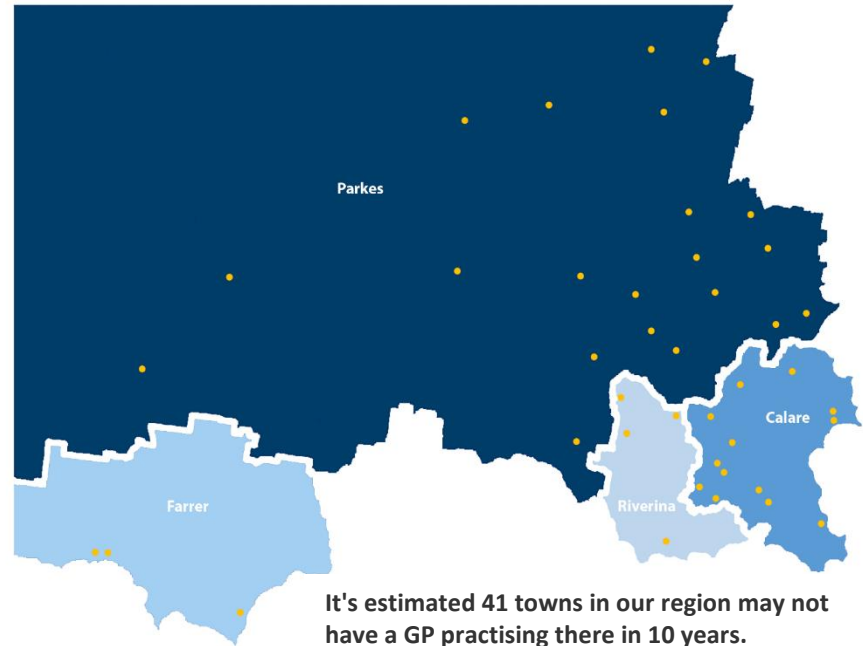 Parkes
Calare
Farrer
Riverina
It's estimated 41 towns in our region may not
have a GP practising there in 10 years.